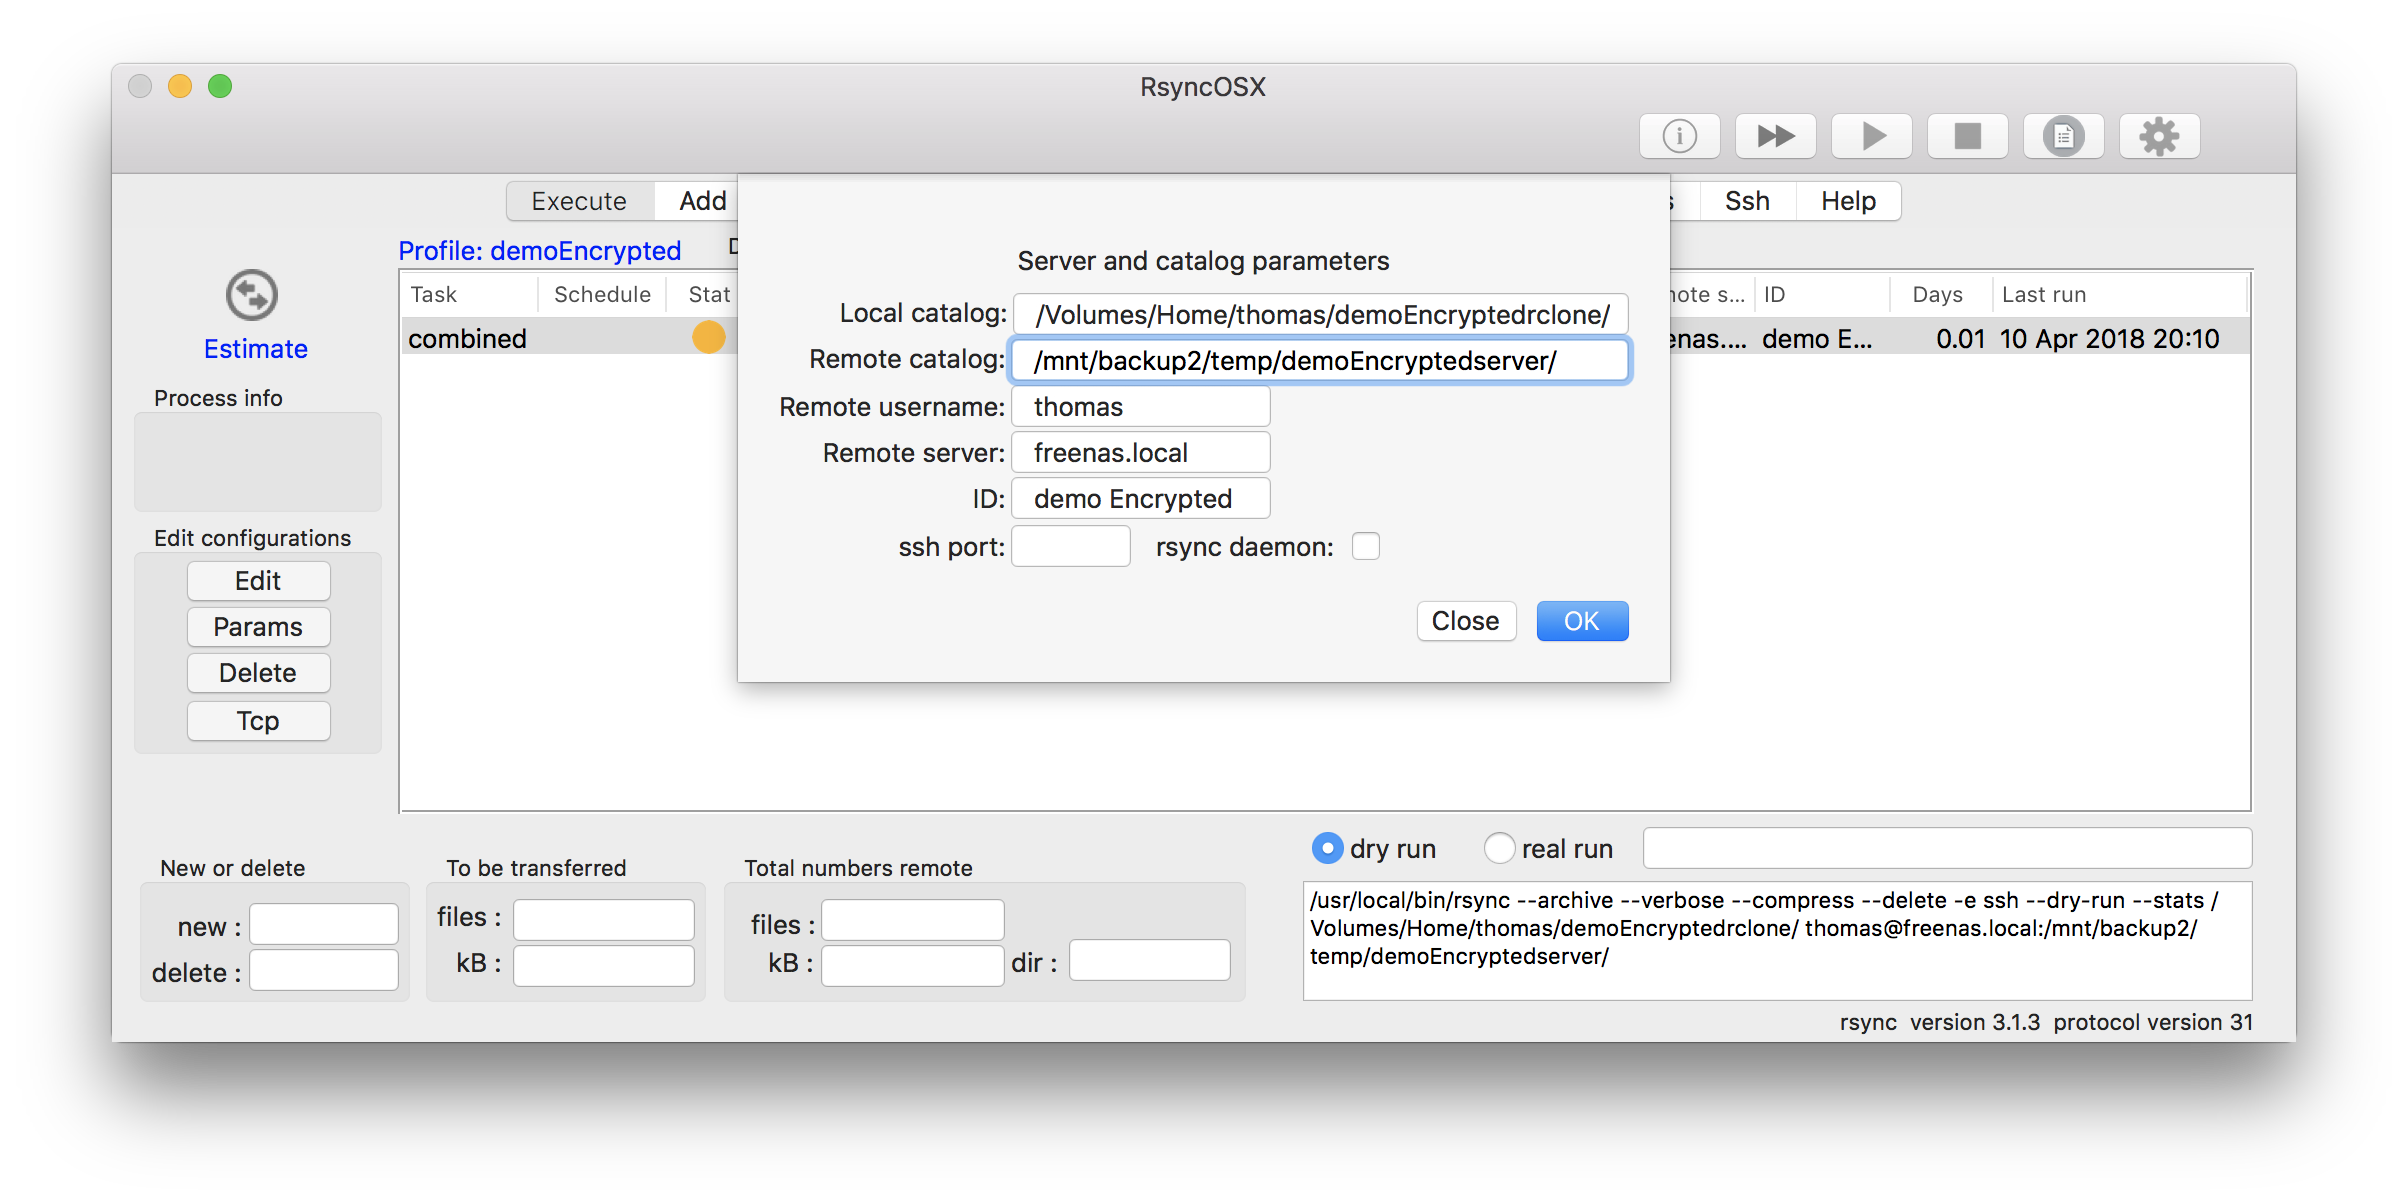 RsyncOSX
Execute Add Ssh Help
Profile: demoEncrypted
Server and catalog parameters
Task Schedule Stat ID Days Last run
combined demo E... 0.01 10 Apr 2018 20:10
Local catalog: /Volumes/Home/thomas/demoEncryptedrclone/
Remote catalog: /mnt/backup2/temp/demoEncryptedserver/
Remote username: thomas
Remote server: freenas.local
ID: demo Encrypted
ssh port: rsync daemon:
Close OK
Estimate
Process info
Edit configurations
Edit
Params
Delete
Tcp
New or delete
new :
delete :
To be transferred
files :
kB :
Total numbers remote
files :
kB : dir :
dry run real run
/usr/local/bin/rsync --archive --verbose --compress --delete -e ssh --dry-run --stats /
Volumes/Home/thomas/demoEncryptedrclone/ thomas@freenas.local:/mnt/backup2/
temp/demoEncryptedserver/
rsync version 3.1.3 protocol version 31